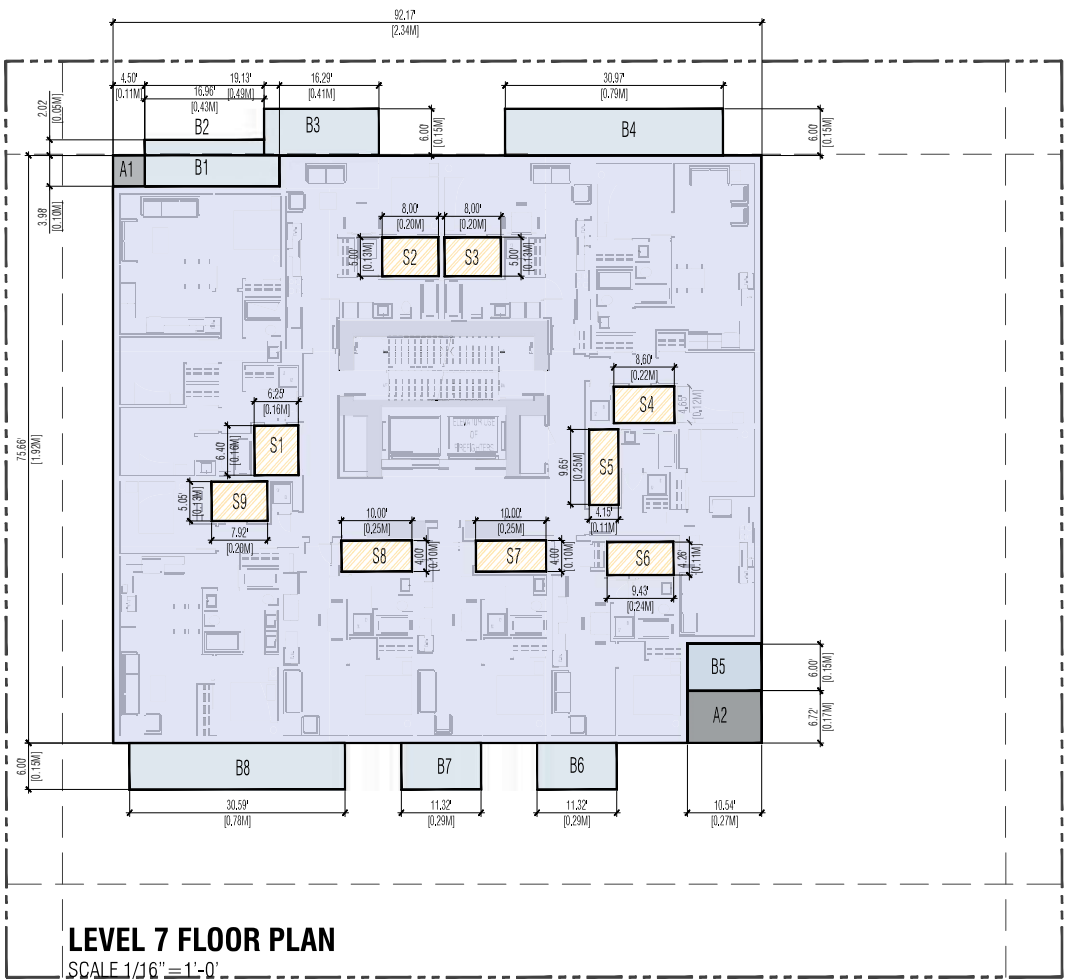 92.17'
[2.34M]
4.50'
[0.11M]
19.13'
[0.49M]
16.96'
[0.43M]
16.29'
[0.41M]
30.97'
[0.79M]
2.02
[0.05M]
B2
B3
6.00
[0.15M]
B4
6.00'
[0.15M]
A1
B1
3.98
[0.10M]
8.00'
[0.20M]
8.00'
[0.20M]
5.00'
[0.13M]
S2
S3
5.00'
[0.13M]
8.60'
[0.22M]
S4
4.65'
[0.12M]
6.25'
[0.16M]
6.40'
[0.16M]
S1
75.66'
[1.92M]
9.65'
[0.25M]
S5
4.15'
[0.11M]
5.05'
[0.13M]
S9
7.92'
[0.20M]
10.00'
[0.25M]
S8
4.00'
[0.10M]
10.00'
[0.25M]
S7
4.00'
[0.10M]
S6
4.26'
[0.11M]
9.43'
[0.24M]
B5
6.00'
[0.15M]
A2
6.72'
[0.17M]
6.00'
[0.15M]
B8
B7
B6
30.59'
[0.78M]
11.32'
[0.29M]
11.32'
[0.29M]
10.54'
[0.27M]
LEVEL 7 FLOOR PLAN
SCALE 1/16"=1'-0'